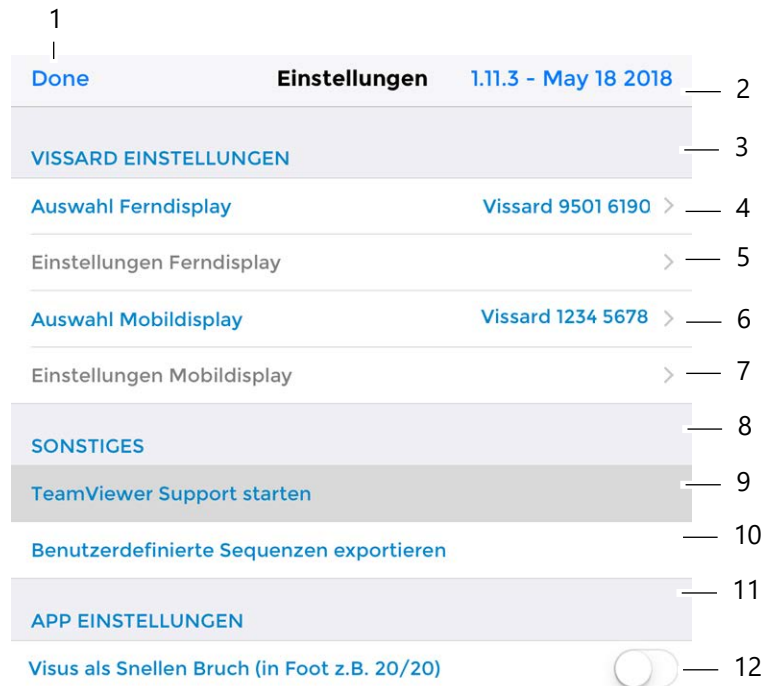 1
Done Einstellungen 1.11.3 - May 18 2018 2
3
VISSARD EINSTELLUNGEN
Auswahl Ferndisplay Vissard 9501 6190 > 4
Einstellungen Ferndisplay > 5
Auswahl Mobildisplay Vissard 1234 5678 > 6
Einstellungen Mobildisplay > 7
8
SONSTIGES
TeamViewer Support starten 9
Benutzerdefinierte Sequenzen exportieren 10
11
APP EINSTELLUNGEN
Visus als Snellen Bruch (in Foot z.B. 20/20) 12